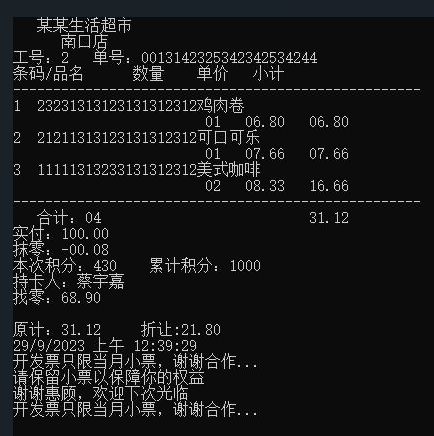 某某生活超市
南口店
工号：2 单号：0013142325342342534244
条码/品名 数量 单价 小计
----------------------------------------------------
1 23231313123131312312鸡肉卷
01 06.80 06.80
2 21211313123131312312可口可乐
01 07.66 07.66
3 11111313233131312312美式咖啡
02 08.33 16.66
----------------------------------------------------
合计：04 31.12
实付：100.00
抹零：-00.08
本次积分：430 累计积分：1000
持卡人：蔡宇嘉
找零：68.90
原计：31.12 折让:21.80
29/9/2023 上午 12:39:29
开发票只限当月小票，谢谢合作...
请保留小票以保障你的权益
谢谢惠顾，欢迎下次光临
开发票只限当月小票，谢谢合作...